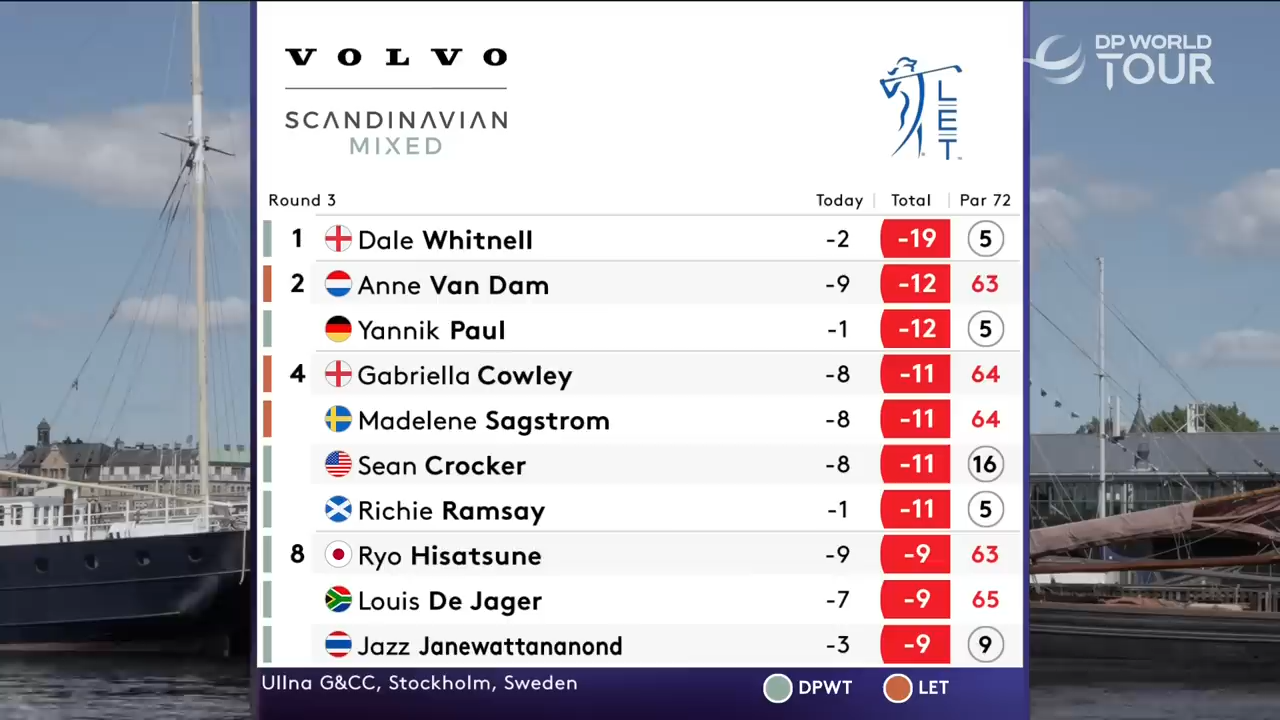 VOLVO
SCANDINAVIAN
MIXED
LET
DP WORLD
TOUR
Round 3 Today Total Par 72
1 Dale Whitnell -2 -19 5
2 Anne Van Dam -9 -12 63
Yannik Paul -1 -12 5
4 Gabriella Cowley -8 -11 64
Madelene Sagstrom -8 -11 64
Sean Crocker -8 -11 16
Richie Ramsay -1 -11 5
8 Ryo Hisatsune -9 -9 63
Louis De Jager -7 -9 65
Jazz Janewattananond -3 -9 9
Ullna G&CC, Stockholm, Sweden DPWT LET